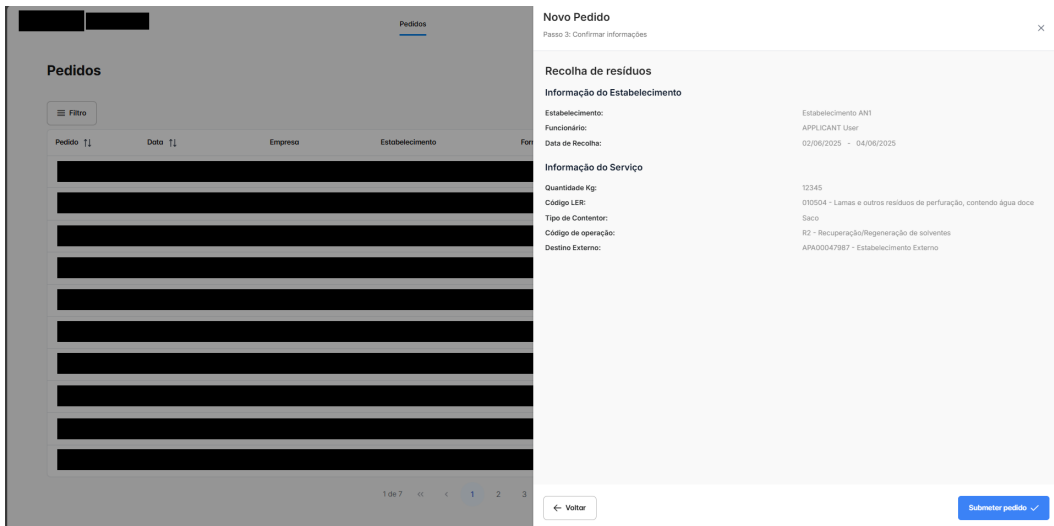 Pedidos
Pedidos
Filtro
Pedido Data Empresa Estabelecimento
1 de 7 1 2 3
Novo Pedido
Passo 3: Confirmar informações
Recolha de resíduos
Informação do Estabelecimento
Estabelecimento: Estabelecimento AN1
Funcionário: APPLICANT User
Data de Recolha: 02/06/2025 - 04/06/2025
Informação do Serviço
Quantidade Kg: 12345
Código LER: 010504 - Lamas e outros resíduos de perfuração, contendo água doce
Tipo de Contentor: Saco
Código de operação: R2 - Recuperação/Regeneração de solventes
Destino Externo: APA00047987 - Estabelecimento Externo
Voltar
Submeter pedido